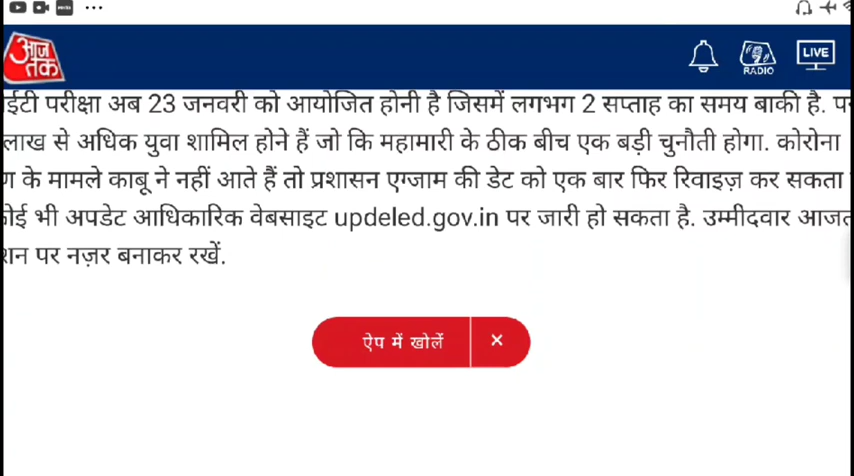 आज
तक
RADIO
LIVE
ईटी परीक्षा अब 23 जनवरी को आयोजित होनी है जिसमें लगभग 2 सप्ताह का समय बाकी है.
लाख से अधिक युवा शामिल होने हैं जो कि महामारी के ठीक बीच एक बड़ी चुनौती होगा. कोरोना
ण के मामले काबू ने नहीं आते हैं तो प्रशासन एग्जाम की डेट को एक बार फिर रिवाइज़ कर सकता
कोई भी अपडेट आधिकारिक वेबसाइट updeled.gov.in पर जारी हो सकता है. उम्मीदवार आजत
शन पर नज़र बनाकर रखें.
ऐप में खोलें ×